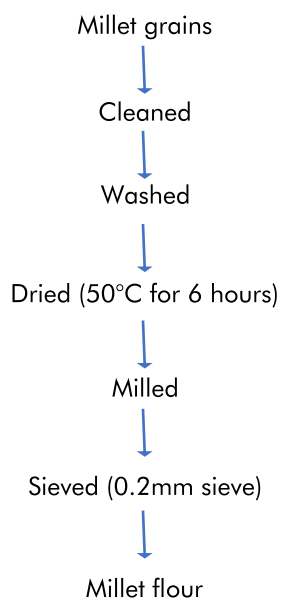 Millet grains
Cleaned
Washed
Dried (50°C for 6 hours)
Milled
Sieved (0.2mm sieve)
Millet flour